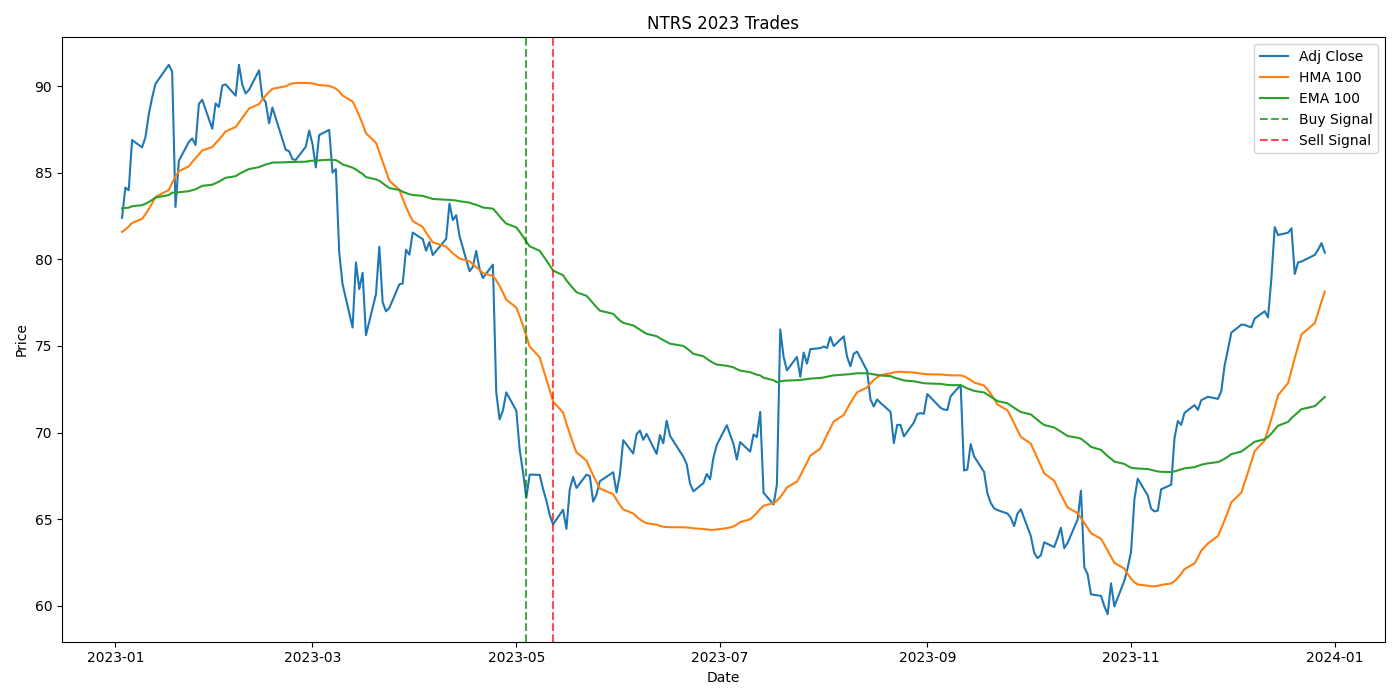 NTRS 2023 Trades
Adj Close
HMA 100
EMA 100
Buy Signal
Sell Signal
Price
90
85
80
75
70
65
60
2023-01
2023-03
2023-05
2023-07
2023-09
2023-11
2024-01
Date